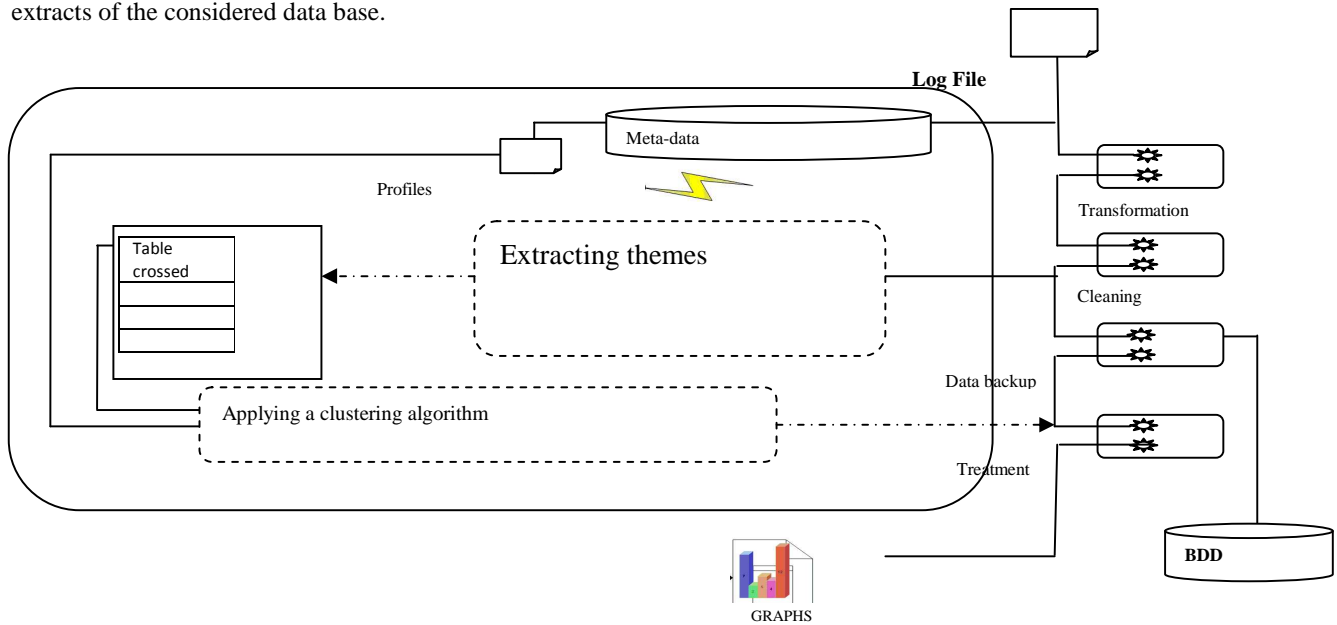 extracts of the considered data base.
Log File
Meta-data
Profiles
Transformation
Table
crossed
Extracting themes
Cleaning
Data backup
Applying a clustering algorithm
Treatment
BDD
GRAPHS